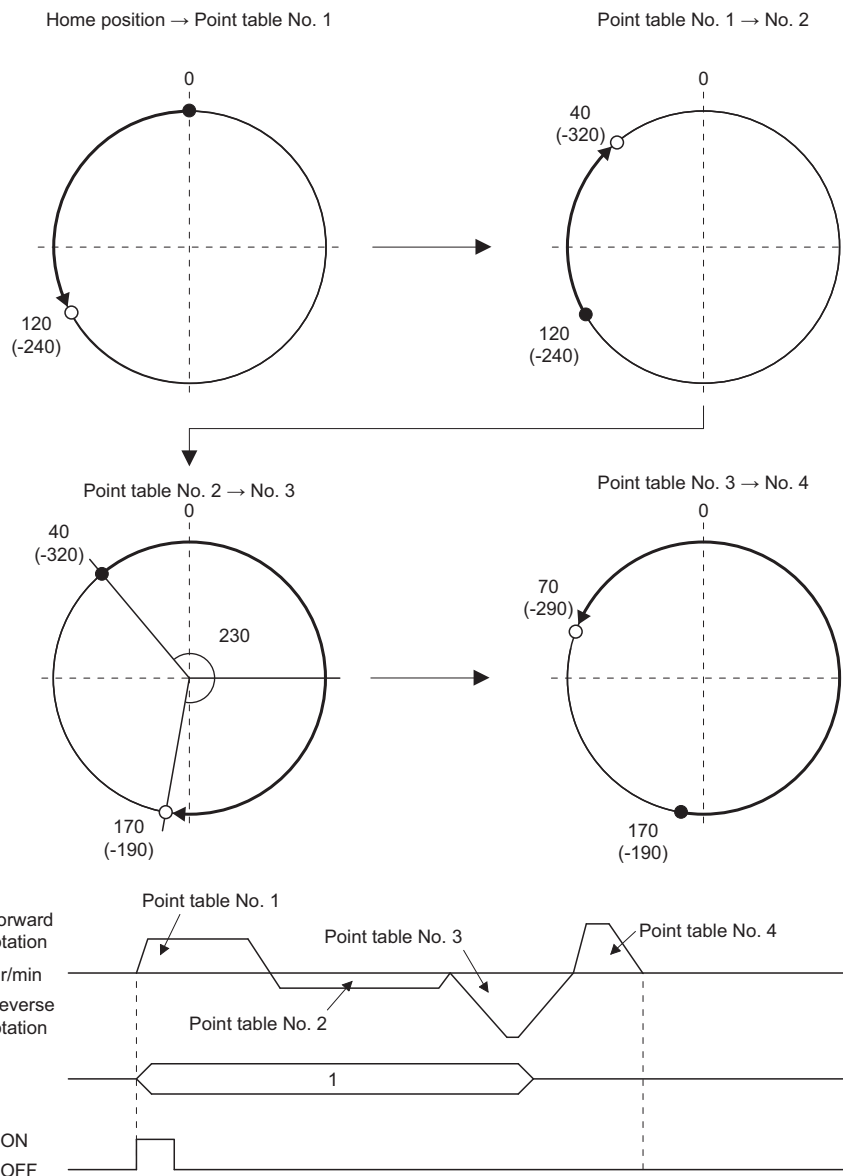 Home position → Point table No. 1
Point table No. 1 → No. 2
0
0
40
(-320)
120
(-240)
120
(-240)
Point table No. 2 → No. 3
Point table No. 3 → No. 4
0
0
40
(-320)
70
(-290)
230
170
(-190)
170
(-190)
Point table No. 1
orward
otation
Point table No. 3
Point table No. 4
r/min
everse
otation
Point table No. 2
1
ON
OFF